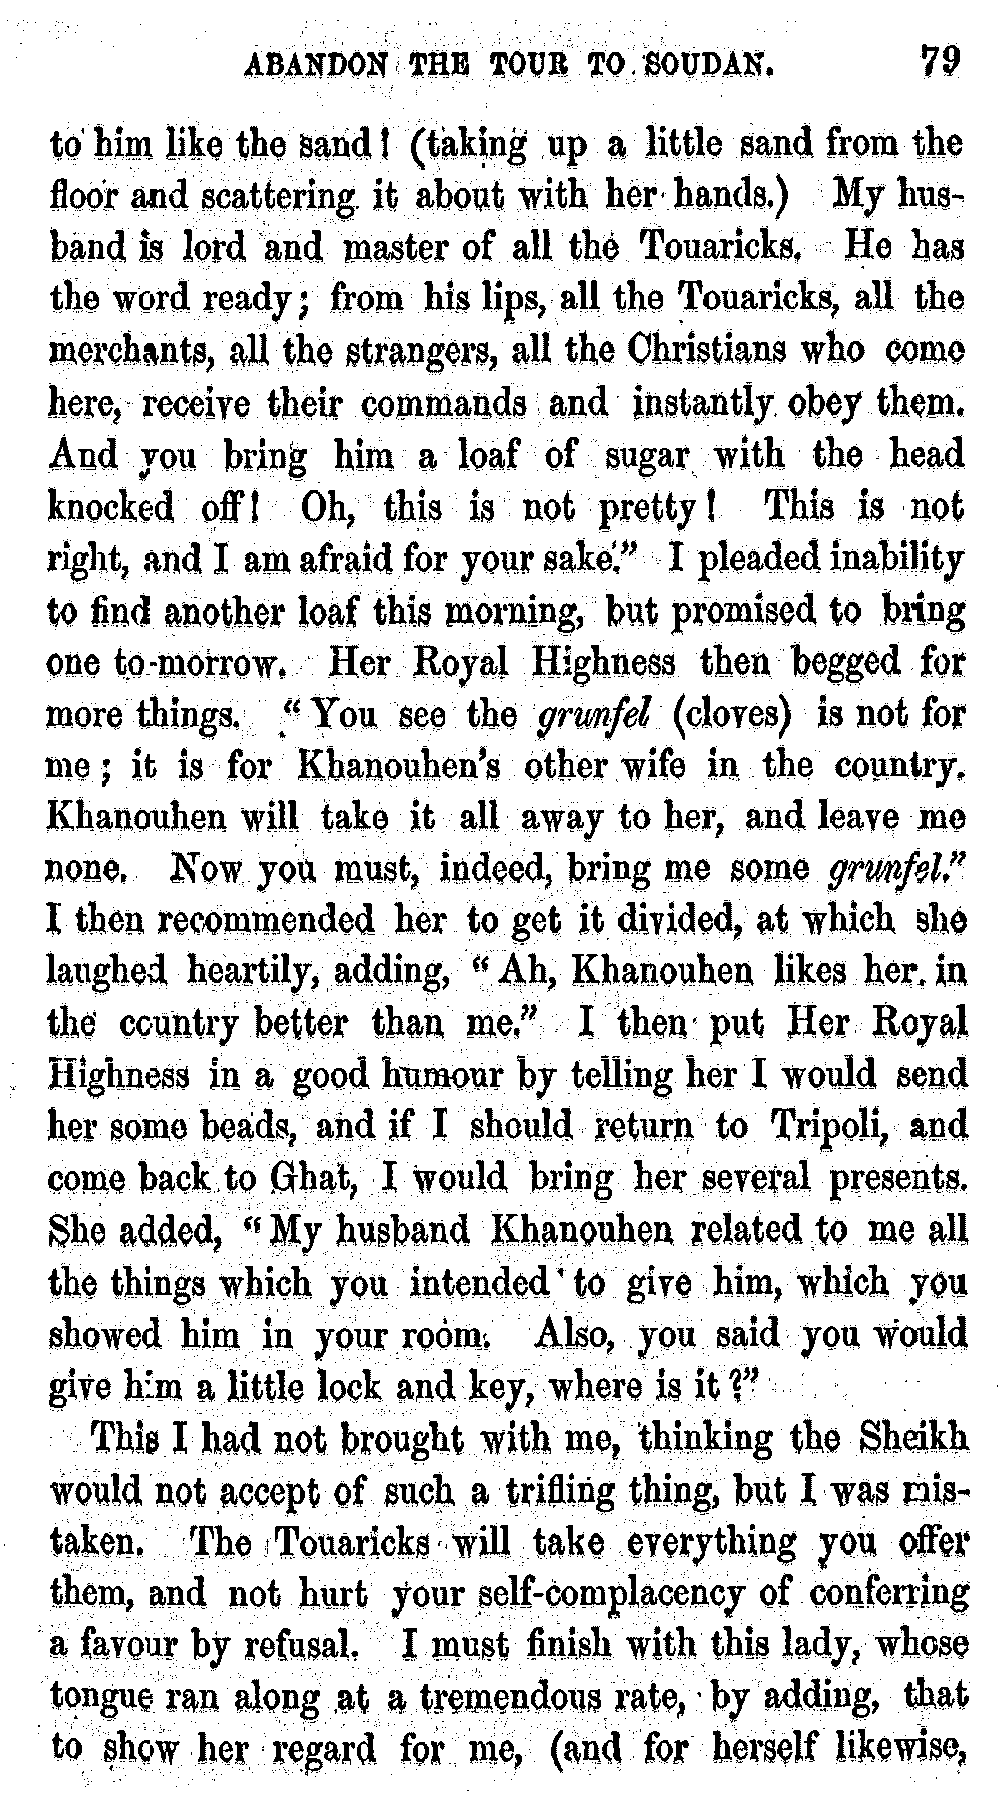 ABANDON THE TOUR TO SOUDAN. 79
to him like the sand! (taking up a little sand from the
floor and scattering it about with her hands.) My hus-
band is lord and master of all the Touaricks. He has
the word ready; from his lips, all the Touaricks, all the
merchants, all the strangers, all the Christians who come
here, receive their commands and instantly obey them.
And you bring him a loaf of sugar with the head
knocked off! Oh, this is not pretty! This is not
right, and I am afraid for your sake." I pleaded inability
to find another loaf this morning, but promised to bring
one to-morrow. Her Royal Highness then begged for
more things. "You see the grunfel (cloves) is not for
me; it is for Khanouhen's other wife in the country.
Khanouhen will take it all away to her, and leave me
none. Now you must, indeed, bring me some grunfel."
I then recommended her to get it divided, at which she
laughed heartily, adding, "Ah, Khanouhen likes her in
the country better than me." I then put Her Royal
Highness in a good humour by telling her I would send
her some beads, and if I should return to Tripoli, and
come back to Ghat, I would bring her several presents.
She added, "My husband Khanouhen related to me all
the things which you intended to give him, which you
showed him in your room. Also, you said you would
give him a little lock and key, where is it?"
This I had not brought with me, thinking the Sheikh
would not accept of such a trifling thing, but I was mis-
taken. The Touaricks will take everything you offer
them, and not hurt your self-complacency of conferring
a favour by refusal. I must finish with this lady, whose
tongue ran along at a tremendous rate, by adding, that
to show her regard for me, (and for herself likewise,